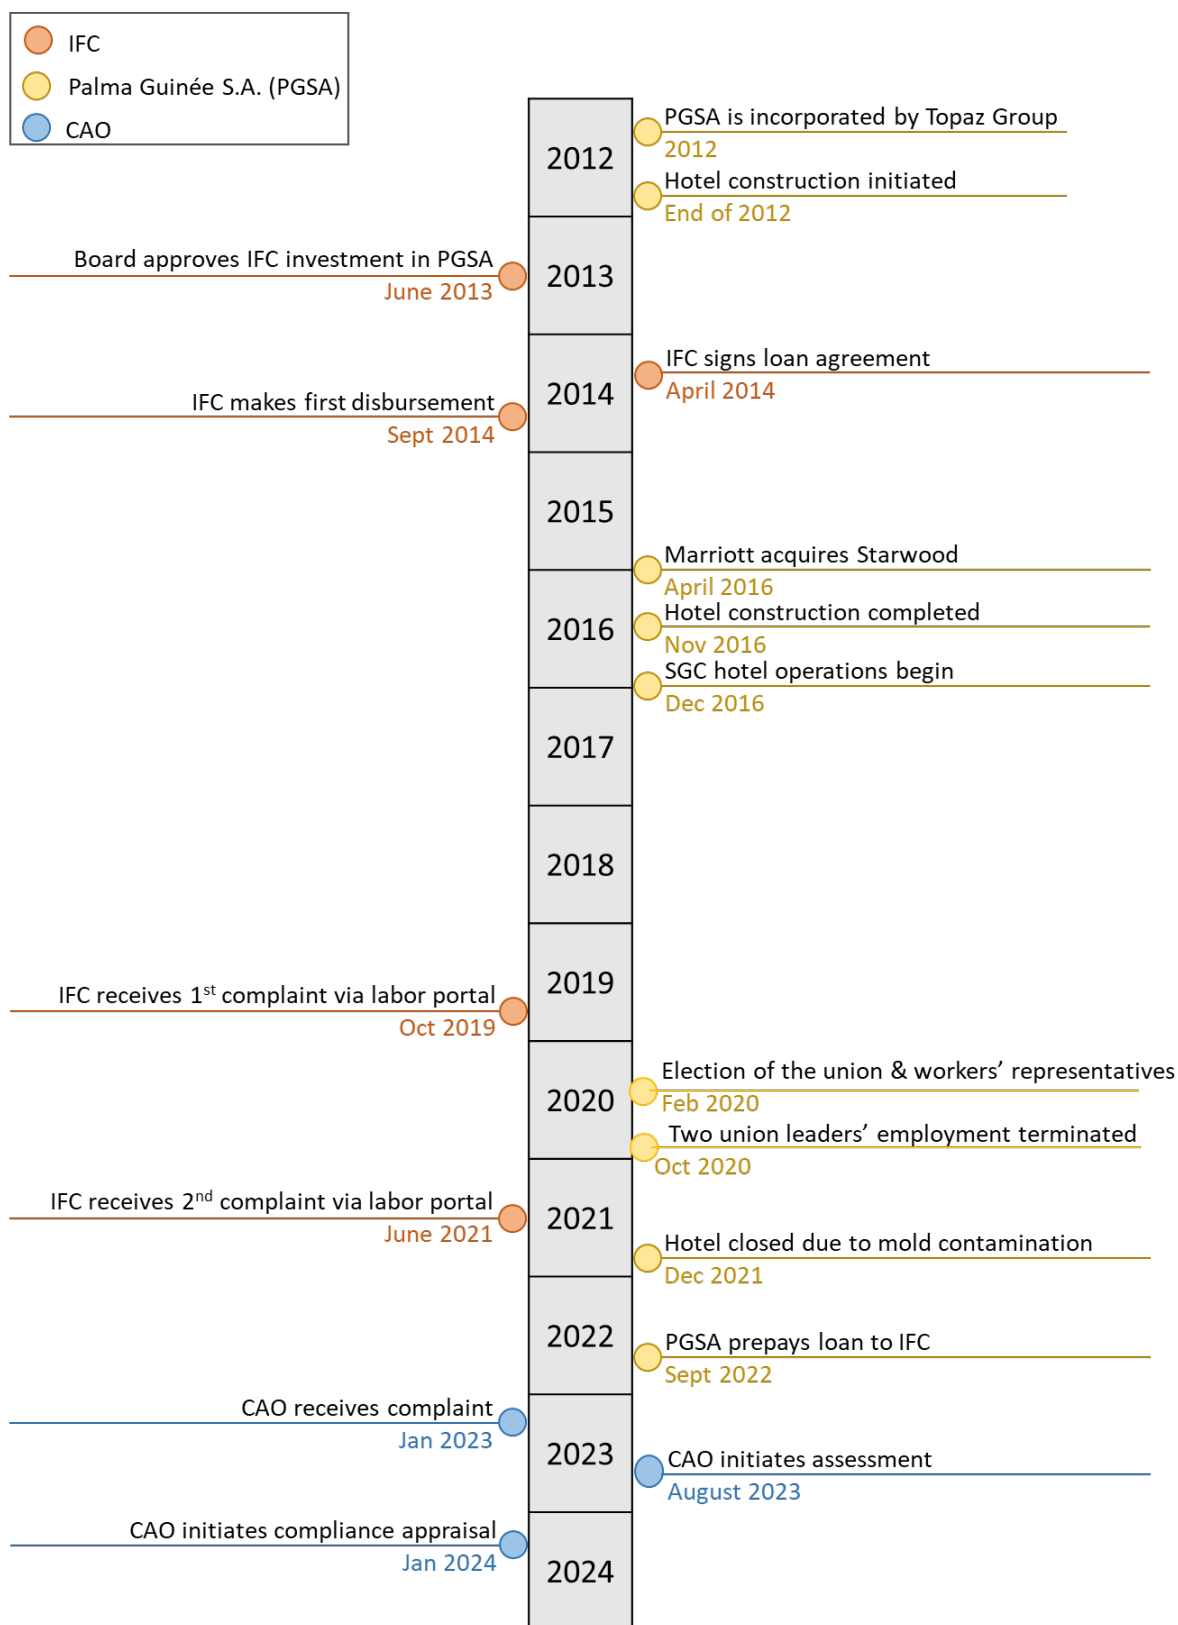 IFC
Palma Guinée S.A. (PGSA)
CAO
2012
PGSA is incorporated by Topaz Group
2012
Hotel construction initiated
End of 2012
Board approves IFC investment in PGSA
June 2013
2013
IFC signs loan agreement
April 2014
2014
IFC makes first disbursement
Sept 2014
2015
Marriott acquires Starwood
April 2016
2016
Hotel construction completed
Nov 2016
SGC hotel operations begin
Dec 2016
2017
2018
2019
IFC receives 1st complaint via labor portal
Oct 2019
Election of the union & workers’ representatives
Feb 2020
2020
Two union leaders’ employment terminated
Oct 2020
IFC receives 2nd complaint via labor portal
June 2021
2021
Hotel closed due to mold contamination
Dec 2021
2022
PGSA prepays loan to IFC
Sept 2022
CAO receives complaint
Jan 2023
2023
CAO initiates assessment
August 2023
CAO initiates compliance appraisal
Jan 2024
2024